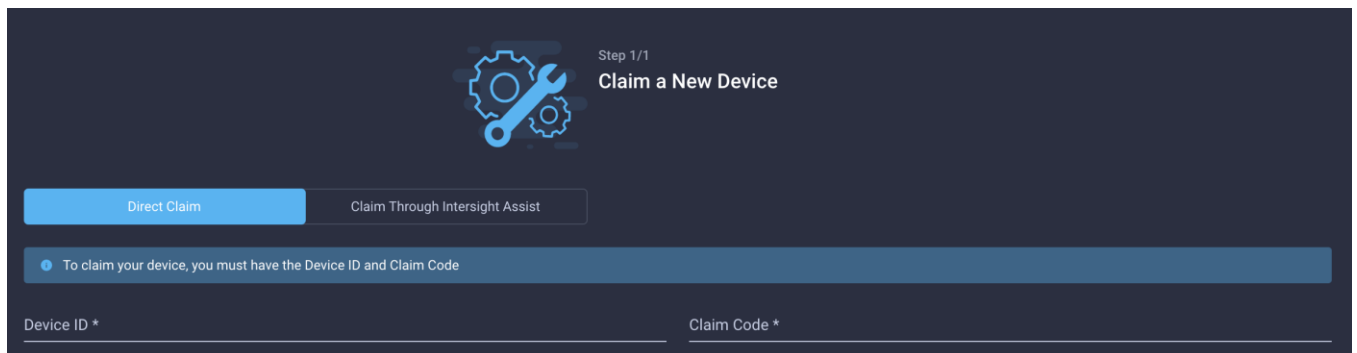 Step 1/1
Claim a New Device
Direct Claim
Claim Through Intersight Assist
To claim your device, you must have the Device ID and Claim Code
Device ID *
Claim Code *